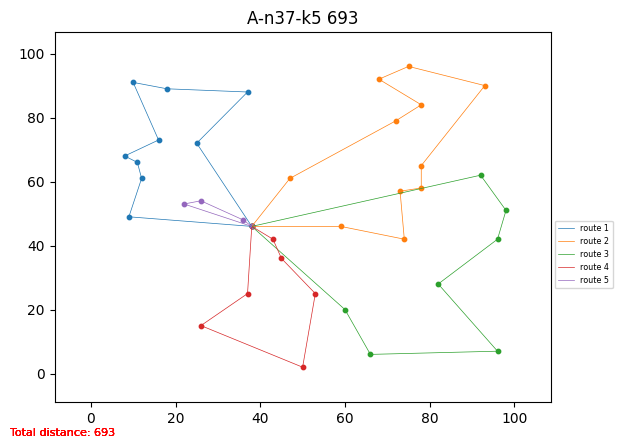 A-n37-k5 693
100
80
60
40
20
0
0 20 40 60 80 100
route 1
route 2
route 3
route 4
route 5
Total distance: 693